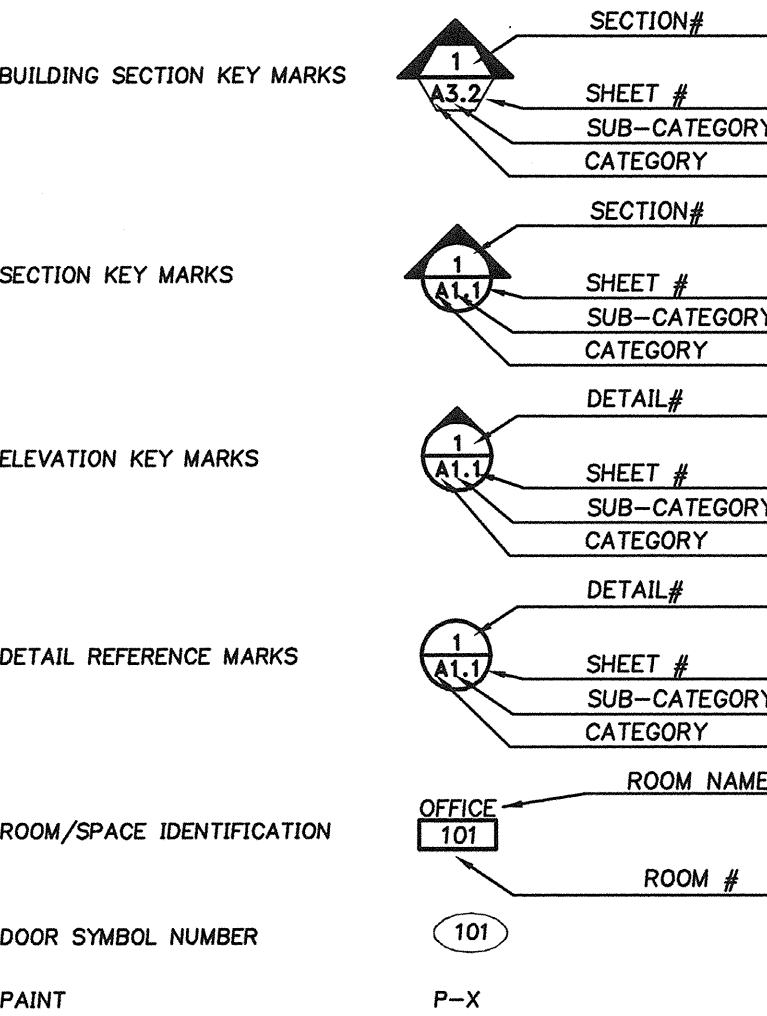 SECTION#
BUILDING SECTION KEY MARKS
1
A3.2
SHEET #
SUB-CATEGORY
CATEGORY
SECTION#
SECTION KEY MARKS
1
A1.1
SHEET #
SUB-CATEGORY
CATEGORY
DETAIL#
ELEVATION KEY MARKS
1
A1.1
SHEET #
SUB-CATEGORY
CATEGORY
DETAIL#
DETAIL REFERENCE MARKS
1
A1.1
SHEET #
SUB-CATEGORY
CATEGORY
ROOM NAME
OFFICE
ROOM/SPACE IDENTIFICATION
101
ROOM #
DOOR SYMBOL NUMBER
101
PAINT
P-X